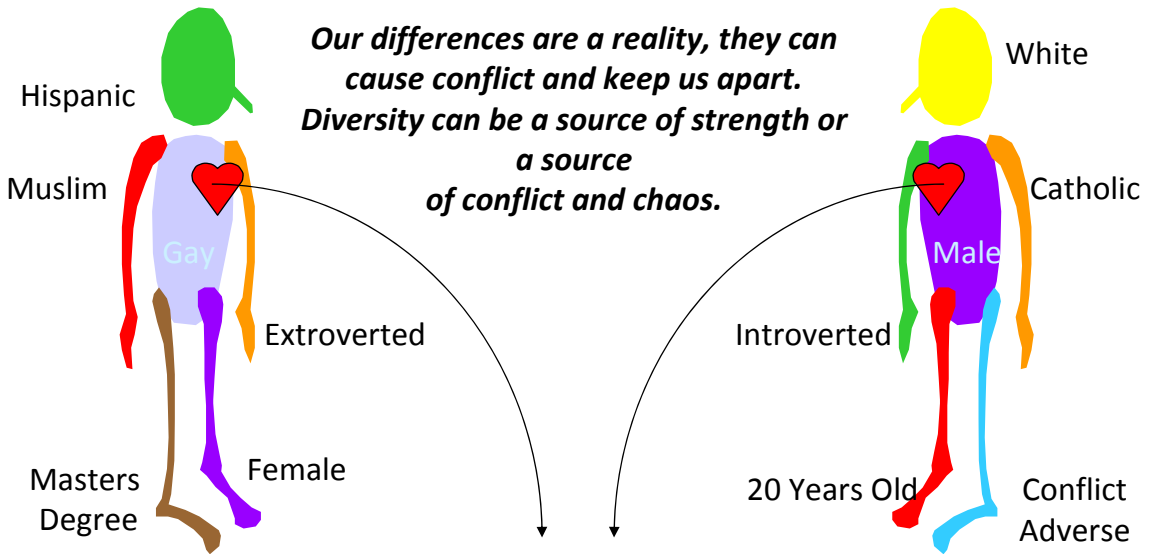 Our differences are a reality, they can
cause conflict and keep us apart.
Diversity can be a source of strength or
a source
of conflict and chaos.
Hispanic
Muslim
Gay
Extroverted
Female
Masters
Degree
White
Catholic
Male
Introverted
20 Years Old
Conflict
Adverse